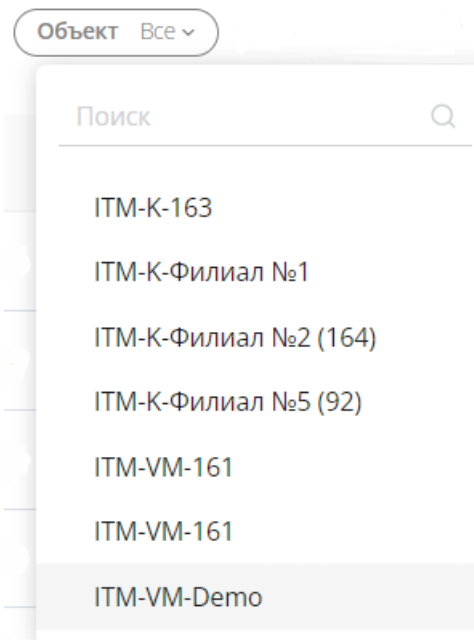 Объект Все
Поиск
ITM-K-163
ITM-K-Филиал №1
ITM-K-Филиал №2 (164)
ITM-K-Филиал №5 (92)
ITM-VM-161
ITM-VM-161
ITM-VM-Demo